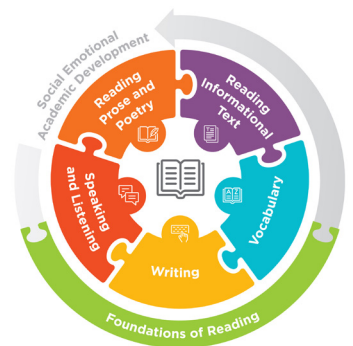 Social Emotional
Academic Development
Reading
Prose and
Poetry
Reading
Informational
Text
Vocabulary
Writing
Speaking
and Listening
Foundations of Reading